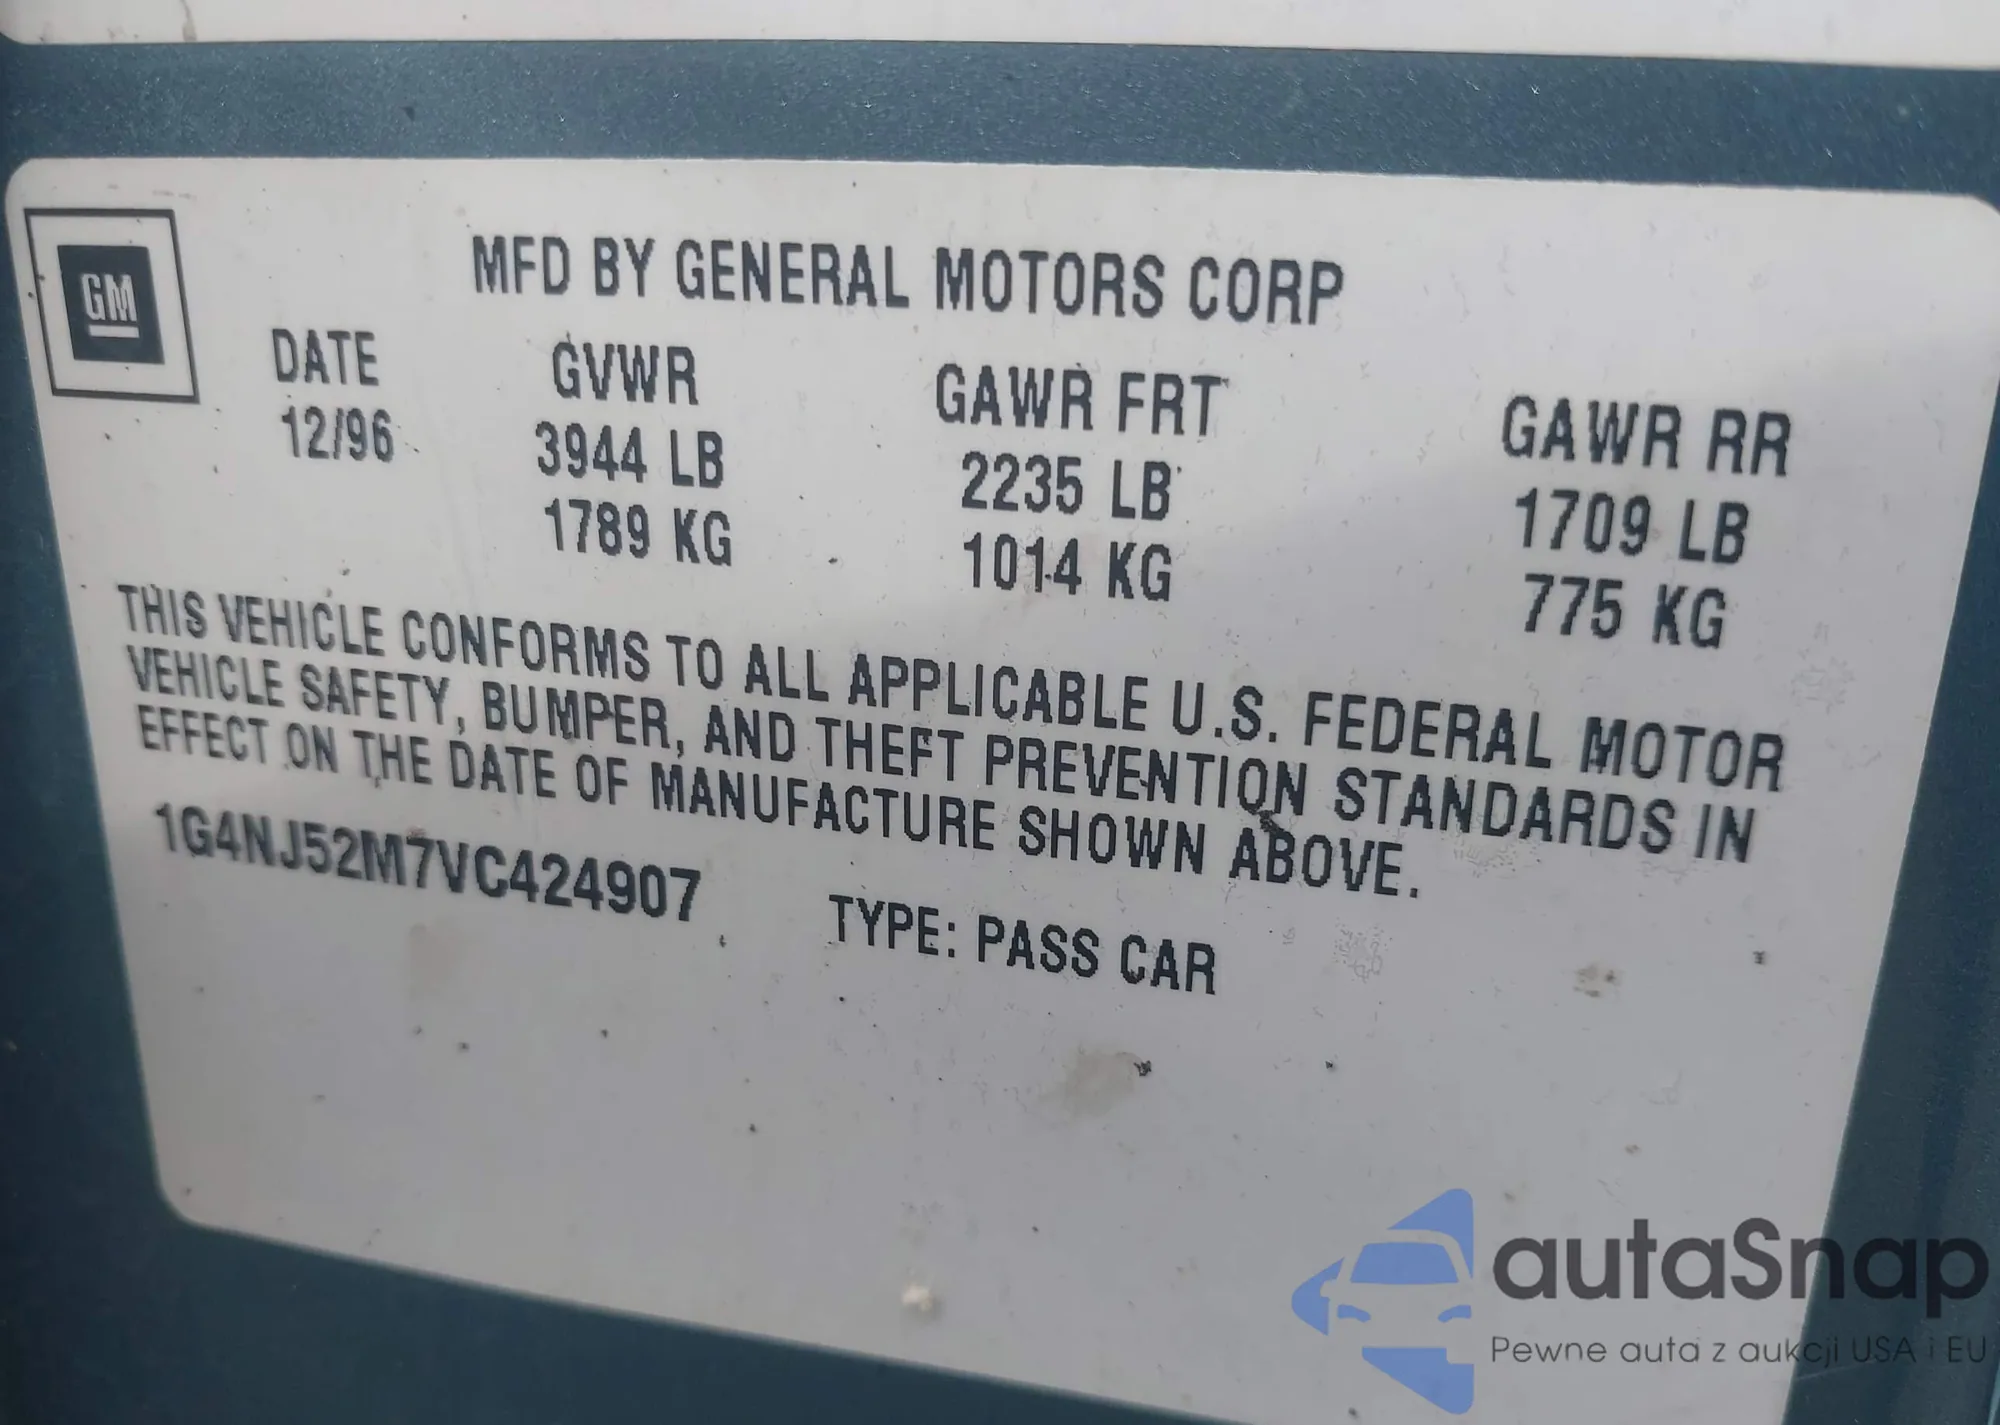 GM
MFD BY GENERAL MOTORS CORP
DATE GVWR GAWR FRT GAWR RR
12/96 3944 LB 2235 LB 1709 LB
1789 KG 1014 KG 775 KG
THIS VEHICLE CONFORMS TO ALL APPLICABLE U.S. FEDERAL MOTOR
VEHICLE SAFETY, BUMPER, AND THEFT PREVENTION STANDARDS IN
EFFECT ON THE DATE OF MANUFACTURE SHOWN ABOVE.
1G4NJ52M7VC424907 TYPE: PASS CAR
autaSnap
Pewne auta z aukcji USA i EU